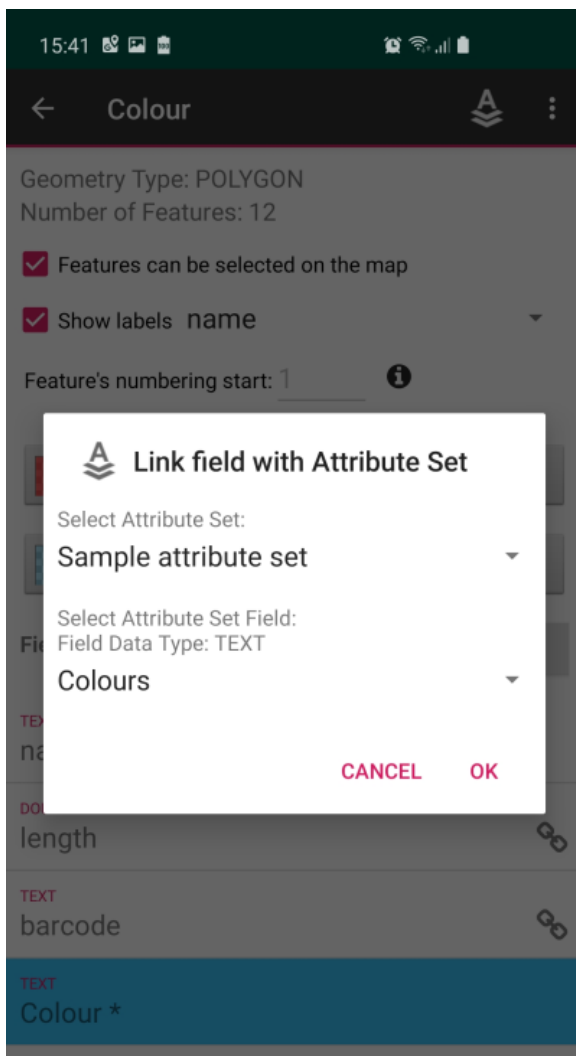 15:41
Colour
Geometry Type: POLYGON
Number of Features: 12
Features can be selected on the map
Show labels name
Feature's numbering start: 1
Link field with Attribute Set
Select Attribute Set:
Sample attribute set
Select Attribute Set Field:
Field Data Type: TEXT
Colours
CANCEL OK
length
TEXT
barcode
TEXT
Colour *